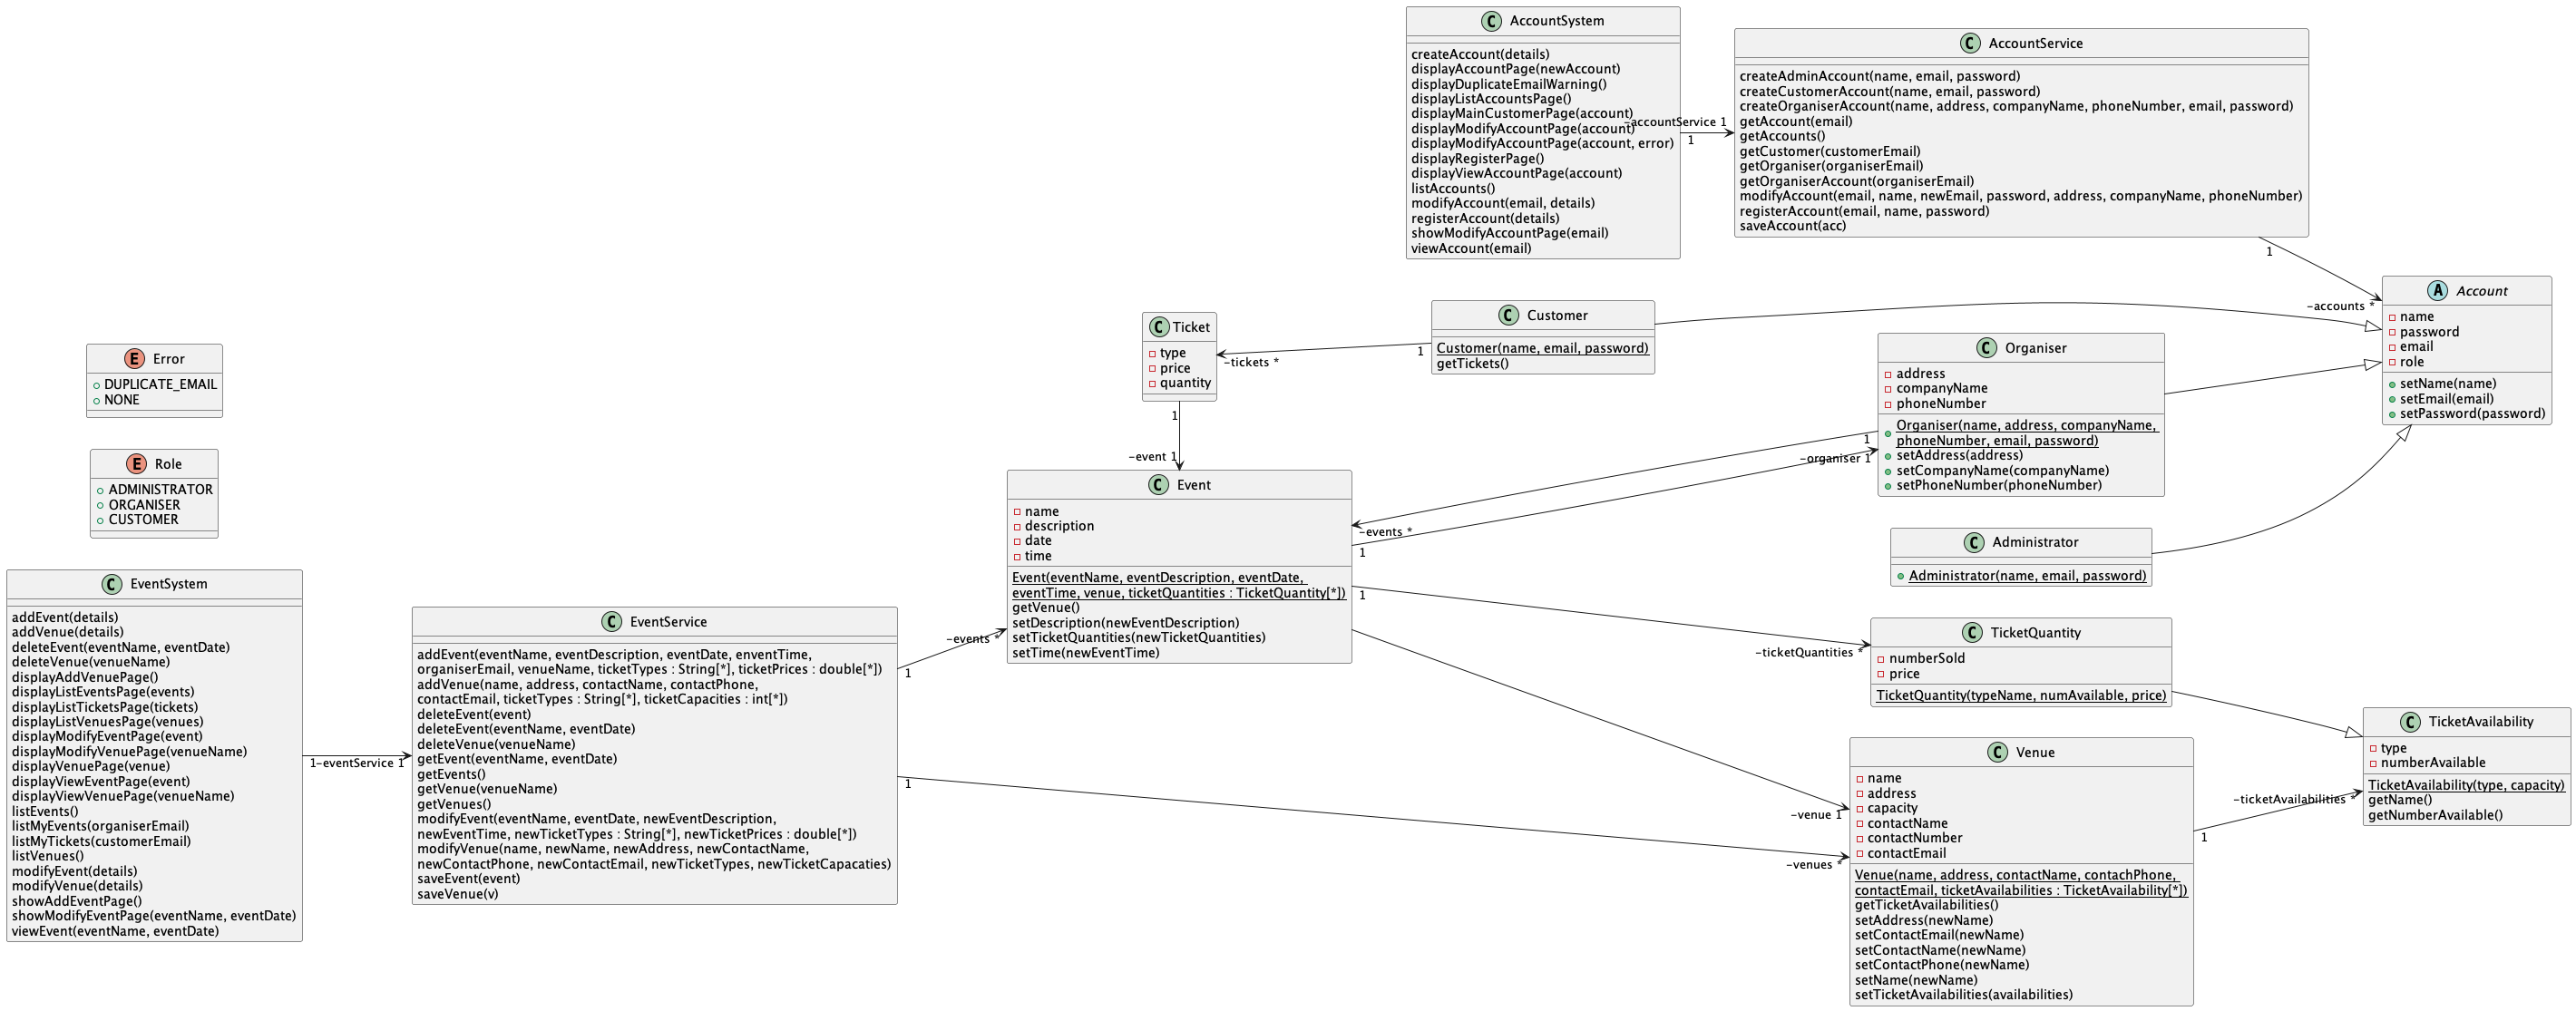 AccountSystem
createAccount(details)
displayAccountPage(newAccount)
displayDuplicateEmailWarning()
displayListAccountsPage()
displayMainCustomerPage(account)
displayModifyAccountPage(account)
displayModifyAccountPage(account, error)
displayRegisterPage()
displayViewAccountPage(account)
listAccounts()
modifyAccount(email, details)
registerAccount(details)
showModifyAccountPage(email)
viewAccount(email)
-accountService 1
1
AccountService
createAdminAccount(name, email, password)
createCustomerAccount(name, email, password)
createOrganiserAccount(name, address, companyName, phoneNumber, email, password)
getAccount(email)
getAccounts()
getCustomer(customerEmail)
getOrganiser(organiserEmail)
getOrganiserAccount(organiserEmail)
modifyAccount(email, name, newEmail, password, address, companyName, phoneNumber)
registerAccount(email, name, password)
saveAccount(acc)
1
-accounts *
Account
name
password
email
role
setName(name)
setEmail(email)
setPassword(password)
Ticket
type
price
quantity
-tickets *
1
Customer
Customer(name, email, password)
getTickets()
Organiser
address
companyName
phoneNumber
Organiser(name, address, companyName,
phoneNumber, email, password)
setAddress(address)
setCompanyName(companyName)
setPhoneNumber(phoneNumber)
1
-organiser 1
Error
DUPLICATE_EMAIL
NONE
Role
ADMINISTRATOR
ORGANISER
CUSTOMER
1
-event 1
Event
name
description
date
time
Event(eventName, eventDescription, eventDate,
eventTime, venue, ticketQuantities : TicketQuantity[*])
getVenue()
setDescription(newEventDescription)
setTicketQuantities(newTicketQuantities)
setTime(newEventTime)
-events *
1
1
Administrator
Administrator(name, email, password)
EventSystem
addEvent(details)
addVenue(details)
deleteEvent(eventName, eventDate)
deleteVenue(venueName)
displayAddVenuePage()
displayListEventsPage(events)
displayListTicketsPage(tickets)
displayListVenuesPage(venues)
displayModifyEventPage(event)
displayModifyVenuePage(venueName)
displayVenuePage(venue)
displayViewEventPage(event)
displayViewVenuePage(venueName)
listEvents()
listMyEvents(organiserEmail)
listMyTickets(customerEmail)
listVenues()
modifyEvent(details)
modifyVenue(details)
showAddEventPage()
showModifyEventPage(eventName, eventDate)
viewEvent(eventName, eventDate)
1-eventService 1
EventService
addEvent(eventName, eventDescription, eventDate, enventTime,
organiserEmail, venueName, ticketTypes : String[*], ticketPrices : double[*])
addVenue(name, address, contactName, contactPhone,
contactEmail, ticketTypes : String[*], ticketCapacities : int[*])
deleteEvent(event)
deleteEvent(eventName, eventDate)
deleteVenue(venueName)
getEvent(eventName, eventDate)
getEvents()
getVenue(venueName)
getVenues()
modifyEvent(eventName, eventDate, newEventDescription,
newEventTime, newTicketTypes : String[*], newTicketPrices : double[*])
modifyVenue(name, newName, newAddress, newContactName,
newContactPhone, newContactEmail, newTicketTypes, newTicketCapacaties)
saveEvent(event)
saveVenue(v)
-events *
1
1
-ticketQuantities *
TicketQuantity
numberSold
price
TicketQuantity(typeName, numAvailable, price)
-venue 1
-venues *
Venue
name
address
capacity
contactName
contactNumber
contactEmail
Venue(name, address, contactName, contachPhone,
contactEmail, ticketAvailabilities : TicketAvailability[*])
getTicketAvailabilities()
setAddress(newName)
setContactEmail(newName)
setContactName(newName)
setContactPhone(newName)
setName(newName)
setTicketAvailabilities(availabilities)
-ticketAvailabilities *
1
TicketAvailability
type
numberAvailable
TicketAvailability(type, capacity)
getName()
getNumberAvailable()